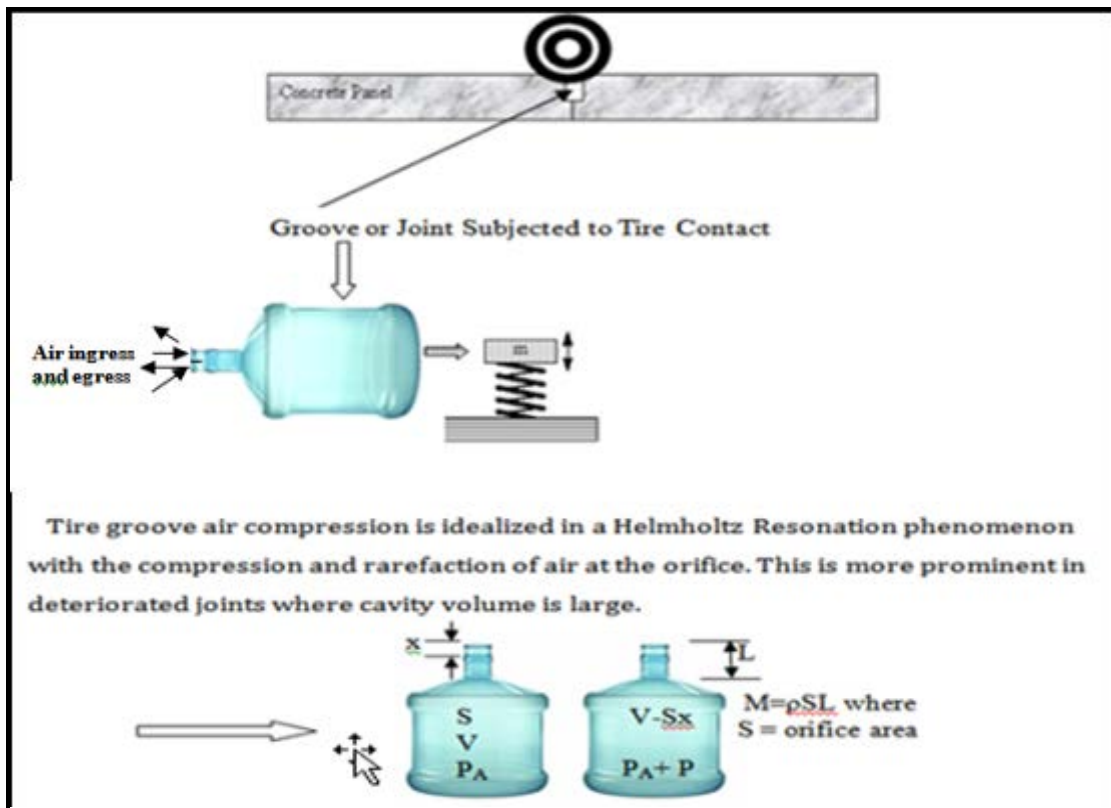 Concrete Panel
Groove or Joint Subjected to Tire Contact
Air ingress
and egress
m
Tire groove air compression is idealized in a Helmholtz Resonation phenomenon
with the compression and rarefaction of air at the orifice. This is more prominent in
deteriorated joints where cavity volume is large.
x
L
S
V
PA
V-Sx
PA+ P
M=ρSL where
S = orifice area